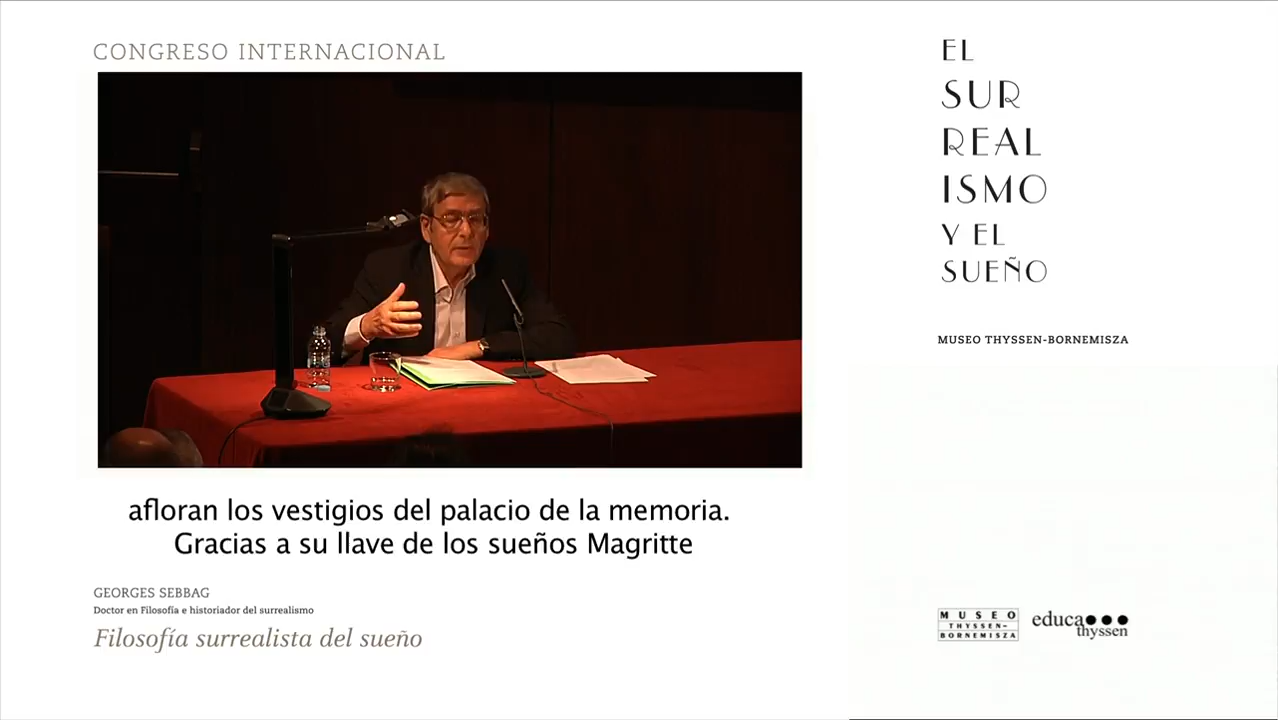 CONGRESO INTERNACIONAL
EL
SUR
REAL
ISMO
Y EL
SUEÑO
MUSEO THYSSEN-BORNEMISZA
afloran los vestigios del palacio de la memoria.
Gracias a su llave de los sueños Magritte
GEORGES SEBBAG
Doctor en Filosofía e historiador del surrealismo
Filosofía surrealista del sueño
MUSEO
THYSSEN-
BORNEMISZA
educa
thyssen